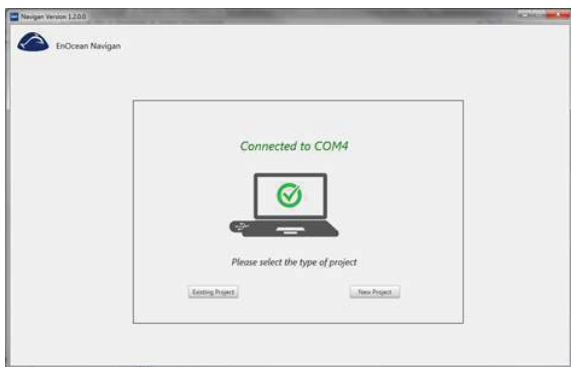 Navigan Version 1.2.0.0
EnOcean Navigan
Connected to COM4
Please select the type of project
Existing Project
New Project